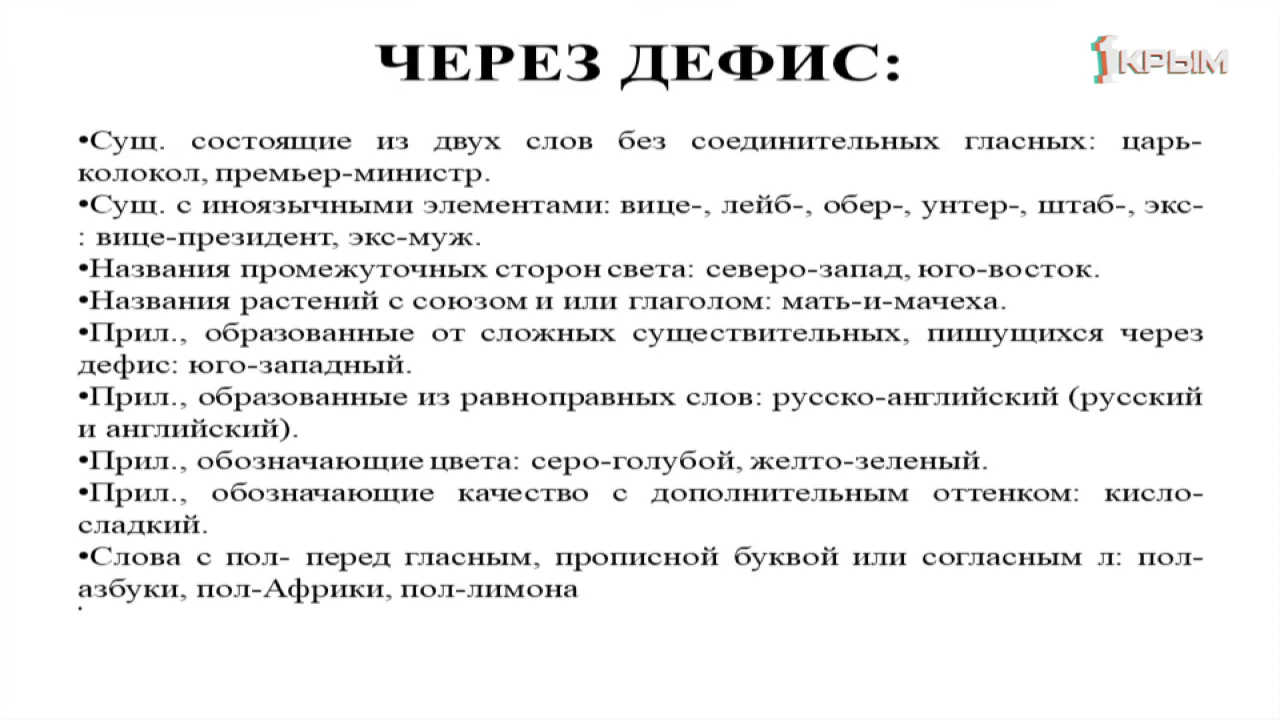 ЧЕРЕЗ ДЕФИС:
1 КРЫМ
•Сущ. состоящие из двух слов без соединительных гласных: царь-
колокол, премьер-министр.
•Сущ. с иноязычными элементами: вице-, лейб-, обер-, унтер-, штаб-, экс-
: вице-президент, экс-муж.
•Названия промежуточных сторон света: северо-запад, юго-восток.
•Названия растений с союзом и или глаголом: мать-и-мачеха.
•Прил., образованные от сложных существительных, пишущихся через
дефис: юго-западный.
•Прил., образованные из равноправных слов: русско-английский (русский
и английский).
•Прил., обозначающие цвета: серо-голубой, желто-зеленый.
•Прил., обозначающие качество с дополнительным оттенком: кисло-
сладкий.
•Слова с пол- перед гласным, прописной буквой или согласным л: пол-
азбуки, пол-Африки, пол-лимона